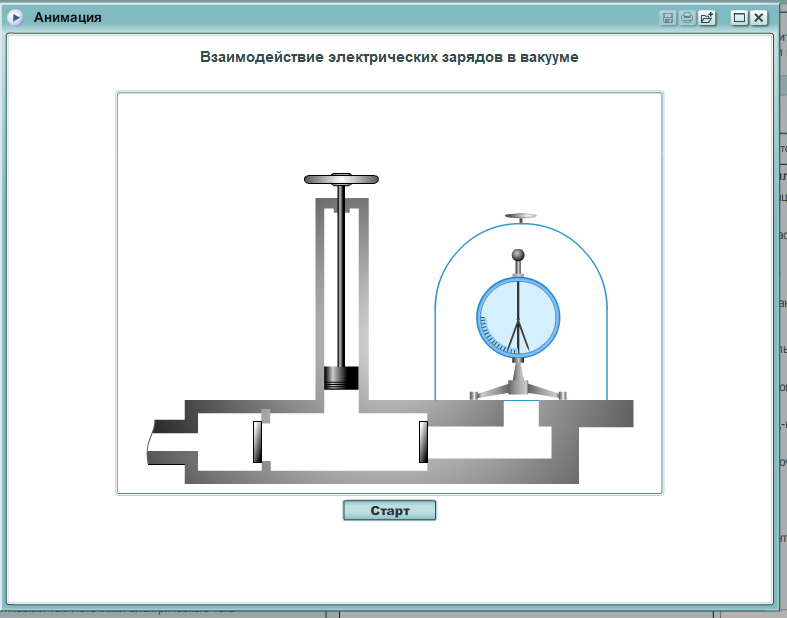 Анимация
Взаимодействие электрических зарядов в вакууме
Старт